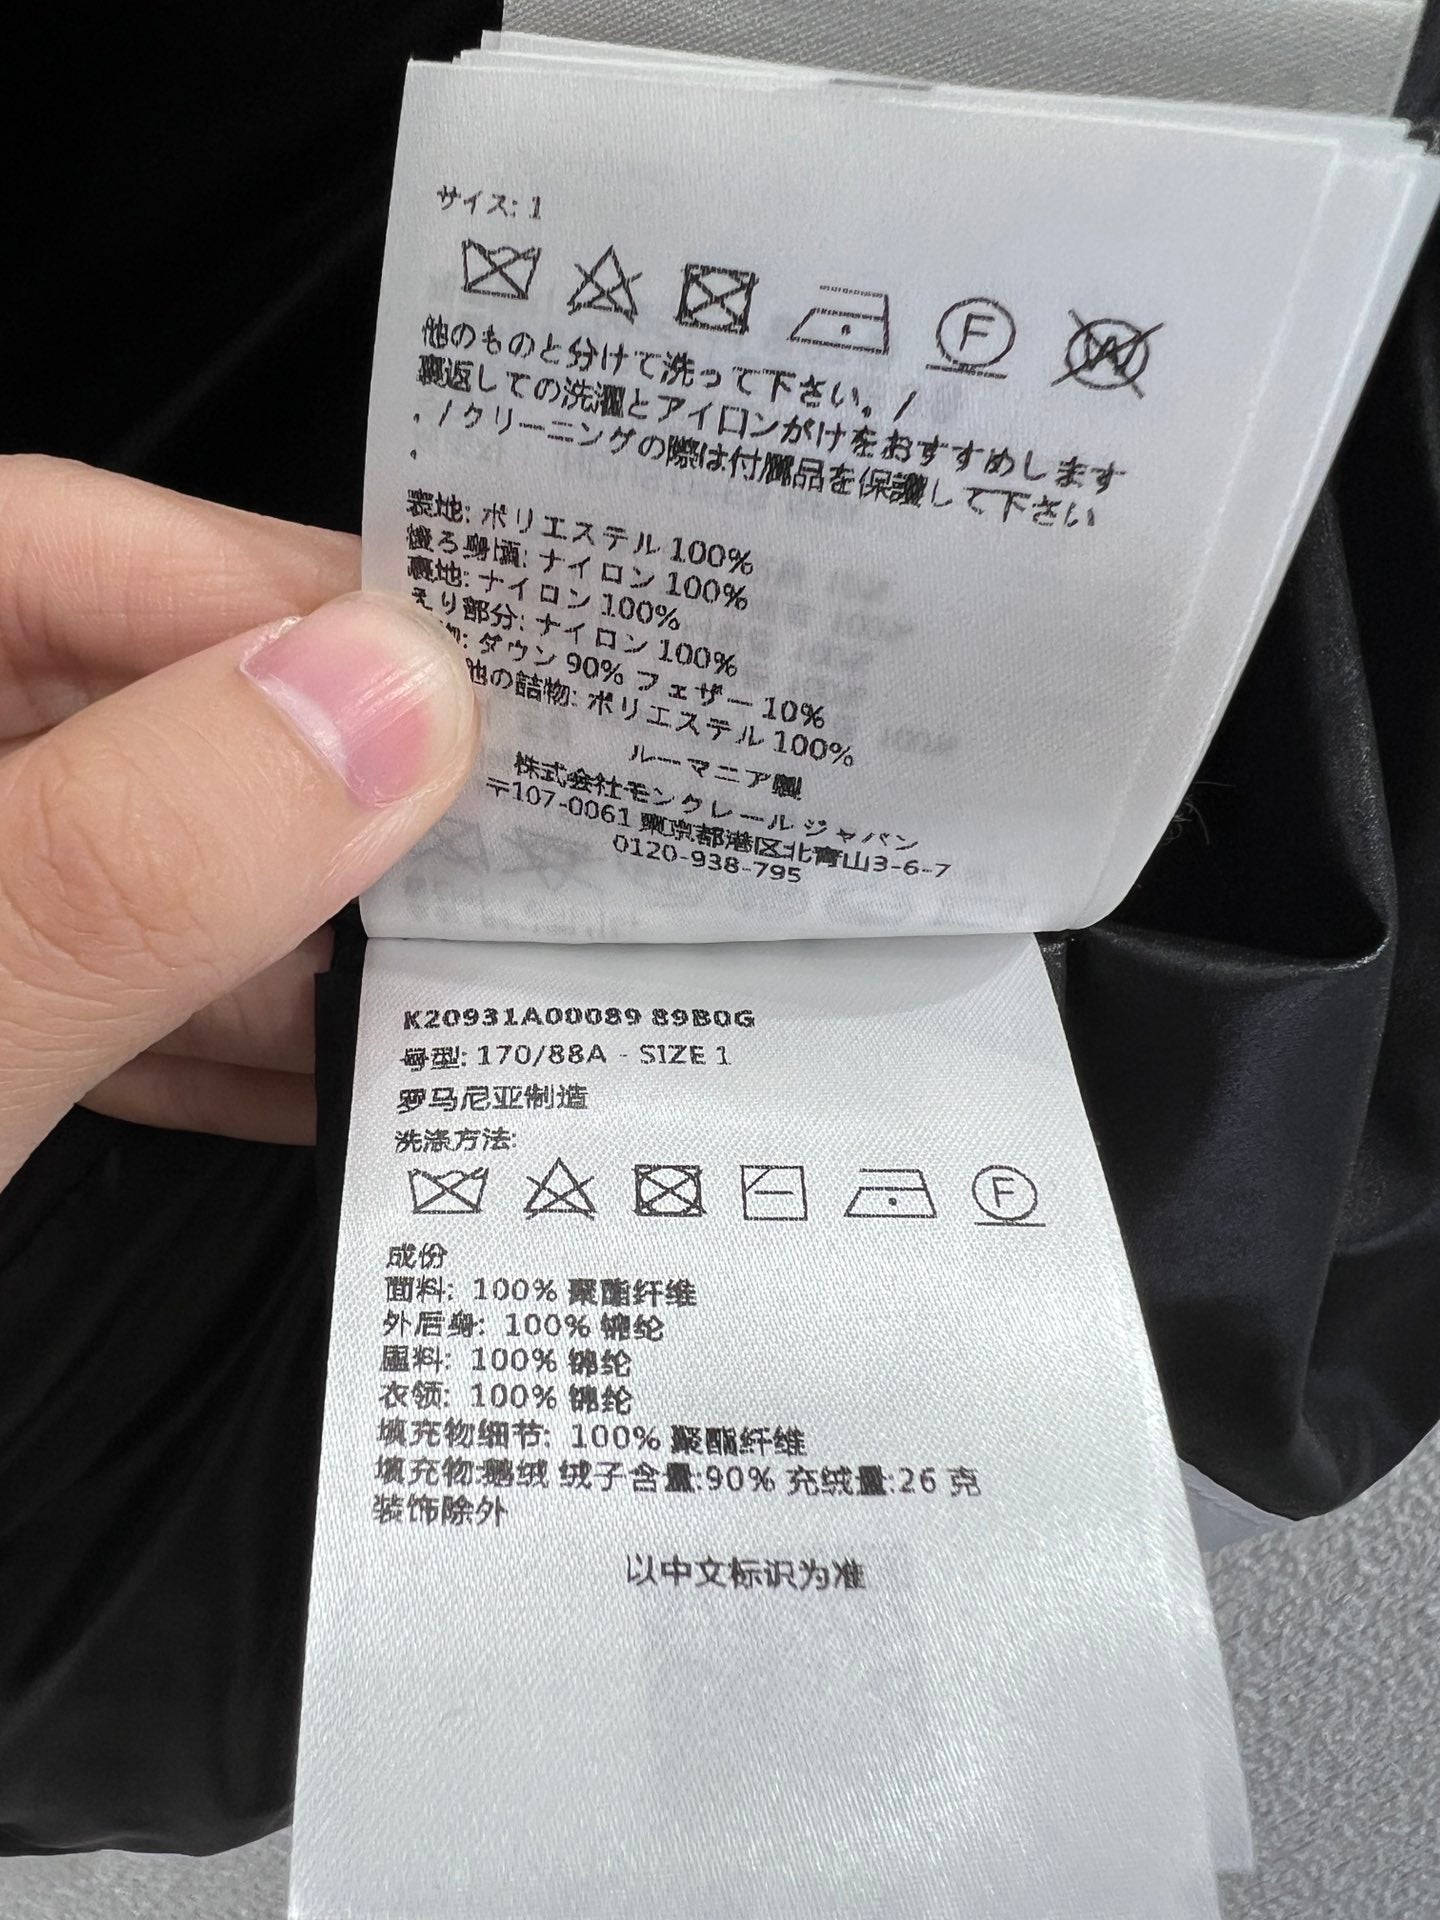 サイズ: 1
他のものと分けて洗って下さい。/
裏返しての洗濯とアイロンがけをおすすめします
。/クリーニングの際は付属品を保護して下さい
。
表地: ポリエステル 100%
後ろ身頃: ナイロン 100%
裏地: ナイロン 100%
えり部分: ナイロン 100%
物: ダウン 90% フェザー 10%
他の詰物: ポリエステル 100%
ルーマニア製
株式会社モンクレールジャパン
〒107-0061 東京都港区北青山3-6-7
0120-938-795
K20931A00089 89B0G
号型: 170/88A - SIZE 1
罗马尼亚制造
洗涤方法:
成份
面料: 100% 聚酯纤维
外后身: 100% 锦纶
里料: 100% 锦纶
衣领: 100% 锦纶
填充物细节: 100% 聚酯纤维
填充物:鹅绒 绒子含量:90% 充绒量:26 克
装饰除外
以中文标识为准